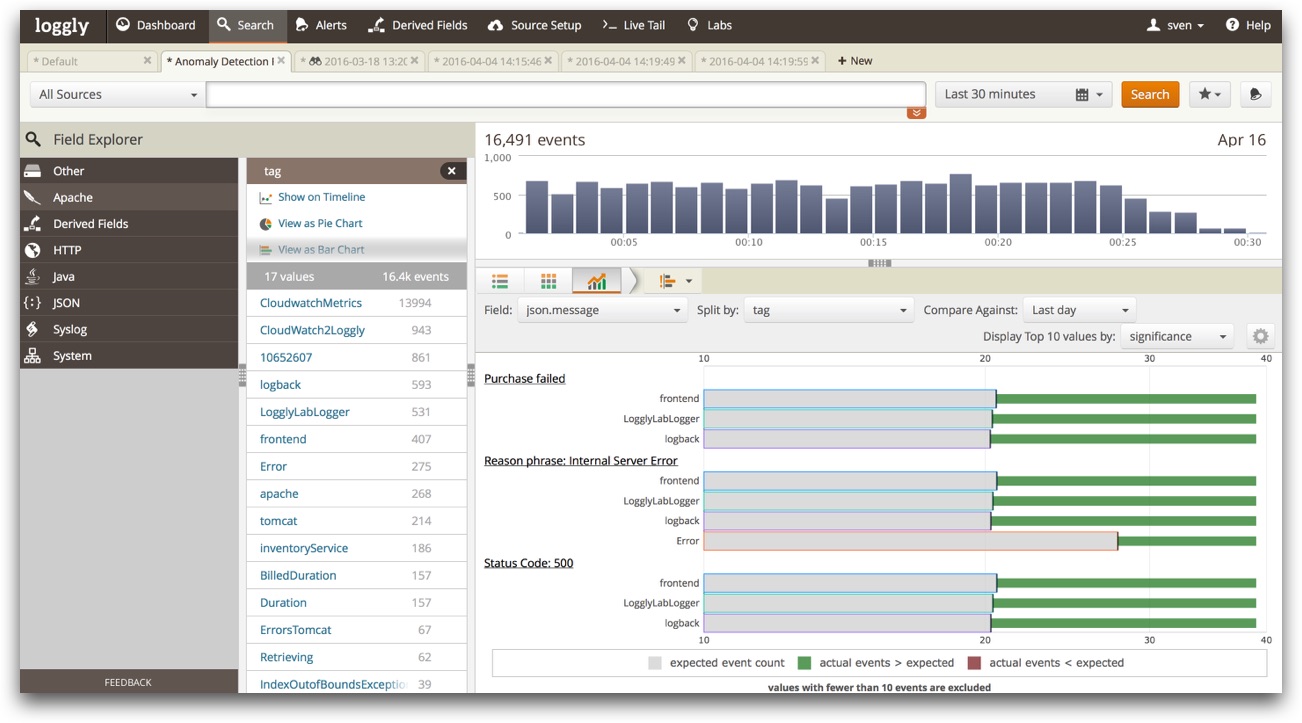 loggly Dashboard Search Alerts Derived Fields Source Setup Live Tail Labs sven Help
* Default * Anomaly Detection I * 2016-03-18 13:20 * 2016-04-04 14:15:46 * 2016-04-04 14:19:49 * 2016-04-04 14:19:59 + New
All Sources Last 30 minutes Search
Field Explorer
Other
Apache
Derived Fields
HTTP
Java
JSON
Syslog
System
FEEDBACK
tag
Show on Timeline
View as Pie Chart
View as Bar Chart
17 values 16.4k events
CloudwatchMetrics 13994
CloudWatch2Loggly 943
10652607 861
logback 593
LogglyLabLogger 531
frontend 407
Error 275
apache 268
tomcat 214
inventoryService 186
BilledDuration 157
Duration 157
ErrorsTomcat 67
Retrieving 62
IndexOutofBoundsExceptio 39
16,491 events Apr 16
1,000
500
0
00:05 00:10 00:15 00:20 00:25 00:30
Field: json.message Split by: tag Compare Against: Last day
Display Top 10 values by: significance
10 20 30 40
Purchase failed
frontend
LogglyLabLogger
logback
Reason phrase: Internal Server Error
frontend
LogglyLabLogger
logback
Error
Status Code: 500
frontend
LogglyLabLogger
logback
10 20 30 40
expected event count actual events > expected actual events < expected
values with fewer than 10 events are excluded